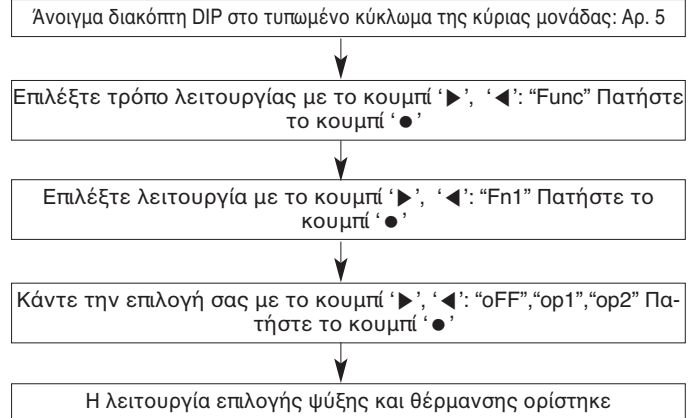 Άνοιγμα διακόπτη DIP στο τυπωμένο κύκλωμα της κύριας μονάδας: Αρ. 5
Επιλέξτε τρόπο λειτουργίας με το κουμπί ‘▶’, ‘◀’: “Func” Πατήστε
το κουμπί ‘●’
Επιλέξτε λειτουργία με το κουμπί ‘▶’, ‘◀’: “Fn1” Πατήστε το
κουμπί ‘●’
Κάντε την επιλογή σας με το κουμπί ‘▶’, ‘◀’: “oFF”,“op1”,“op2” Πα-
τήστε το κουμπί ‘●’
Η λειτουργία επιλογής ψύξης και θέρμανσης ορίστηκε